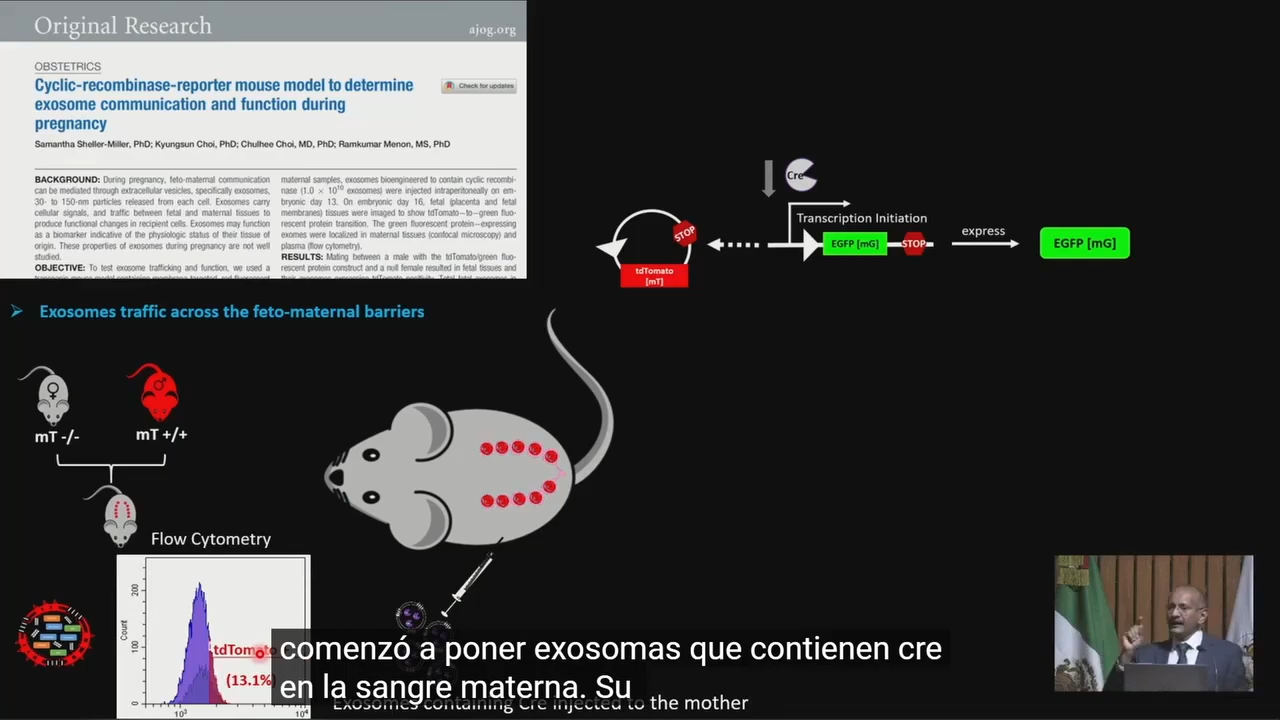 Original Research
ajog.org
OBSTETRICS
Cyclic-recombinase-reporter mouse model to determine
exosome communication and function during
pregnancy
Check for updates
Samantha Sheller-Miller, PhD; Kyungsun Choi, PhD; Chulhee Choi, MD, PhD; Ramkumar Menon, MS, PhD
BACKGROUND: During pregnancy, feto-maternal communication
can be mediated through extracellular vesicles, specifically exosomes,
30- to 150-nm particles released from each cell. Exosomes carry
cellular signals, and traffic between fetal and maternal tissues to
produce functional changes in recipient cells. Exosomes may function
as a biomarker indicative of the physiologic status of their tissue of
origin. These properties of exosomes during pregnancy are not well
studied.
OBJECTIVE: To test exosome trafficking and function, we used a
maternal samples, exosomes bioengineered to contain cyclic recombi-
nase (1.0 × 10¹⁰ exosomes) were injected intraperitoneally on em-
bryonic day 13. On embryonic day 16, fetal (placenta and fetal
membranes) tissues were imaged to show tdTomato-to-green fluo-
rescent protein transition. The green fluorescent protein-expressing
exomes were localized in maternal tissues (confocal microscopy) and
plasma (flow cytometry).
RESULTS: Mating between a male with the tdTomato/green fluo-
rescent protein construct and a null female resulted in fetal tissues and
Cre
Transcription Initiation
STOP
EGFP [mG]
STOP
express
EGFP [mG]
tdTomato
[mT]
➢ Exosomes traffic across the feto-maternal barriers
♀
♂
mT -/-
mT +/+
Flow Cytometry
Count
200
100
0
10³
10⁴
tdTomato
(13.1%)
comenzó a poner exosomas que contienen cre
en la sangre materna. Su
Exosomes containing Cre injected to the mother